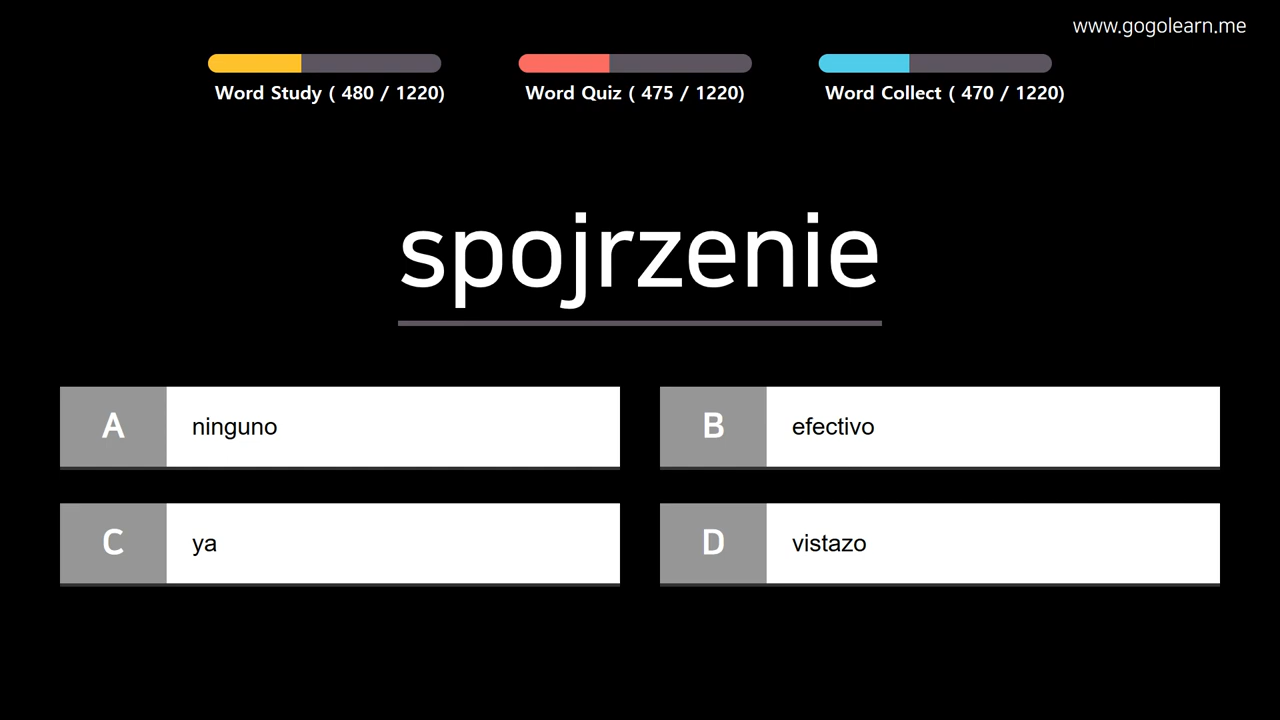 www.gogolearn.me
Word Study ( 480 / 1220)
Word Quiz ( 475 / 1220)
Word Collect ( 470 / 1220)
spojrzenie
A ninguno
B efectivo
C ya
D vistazo